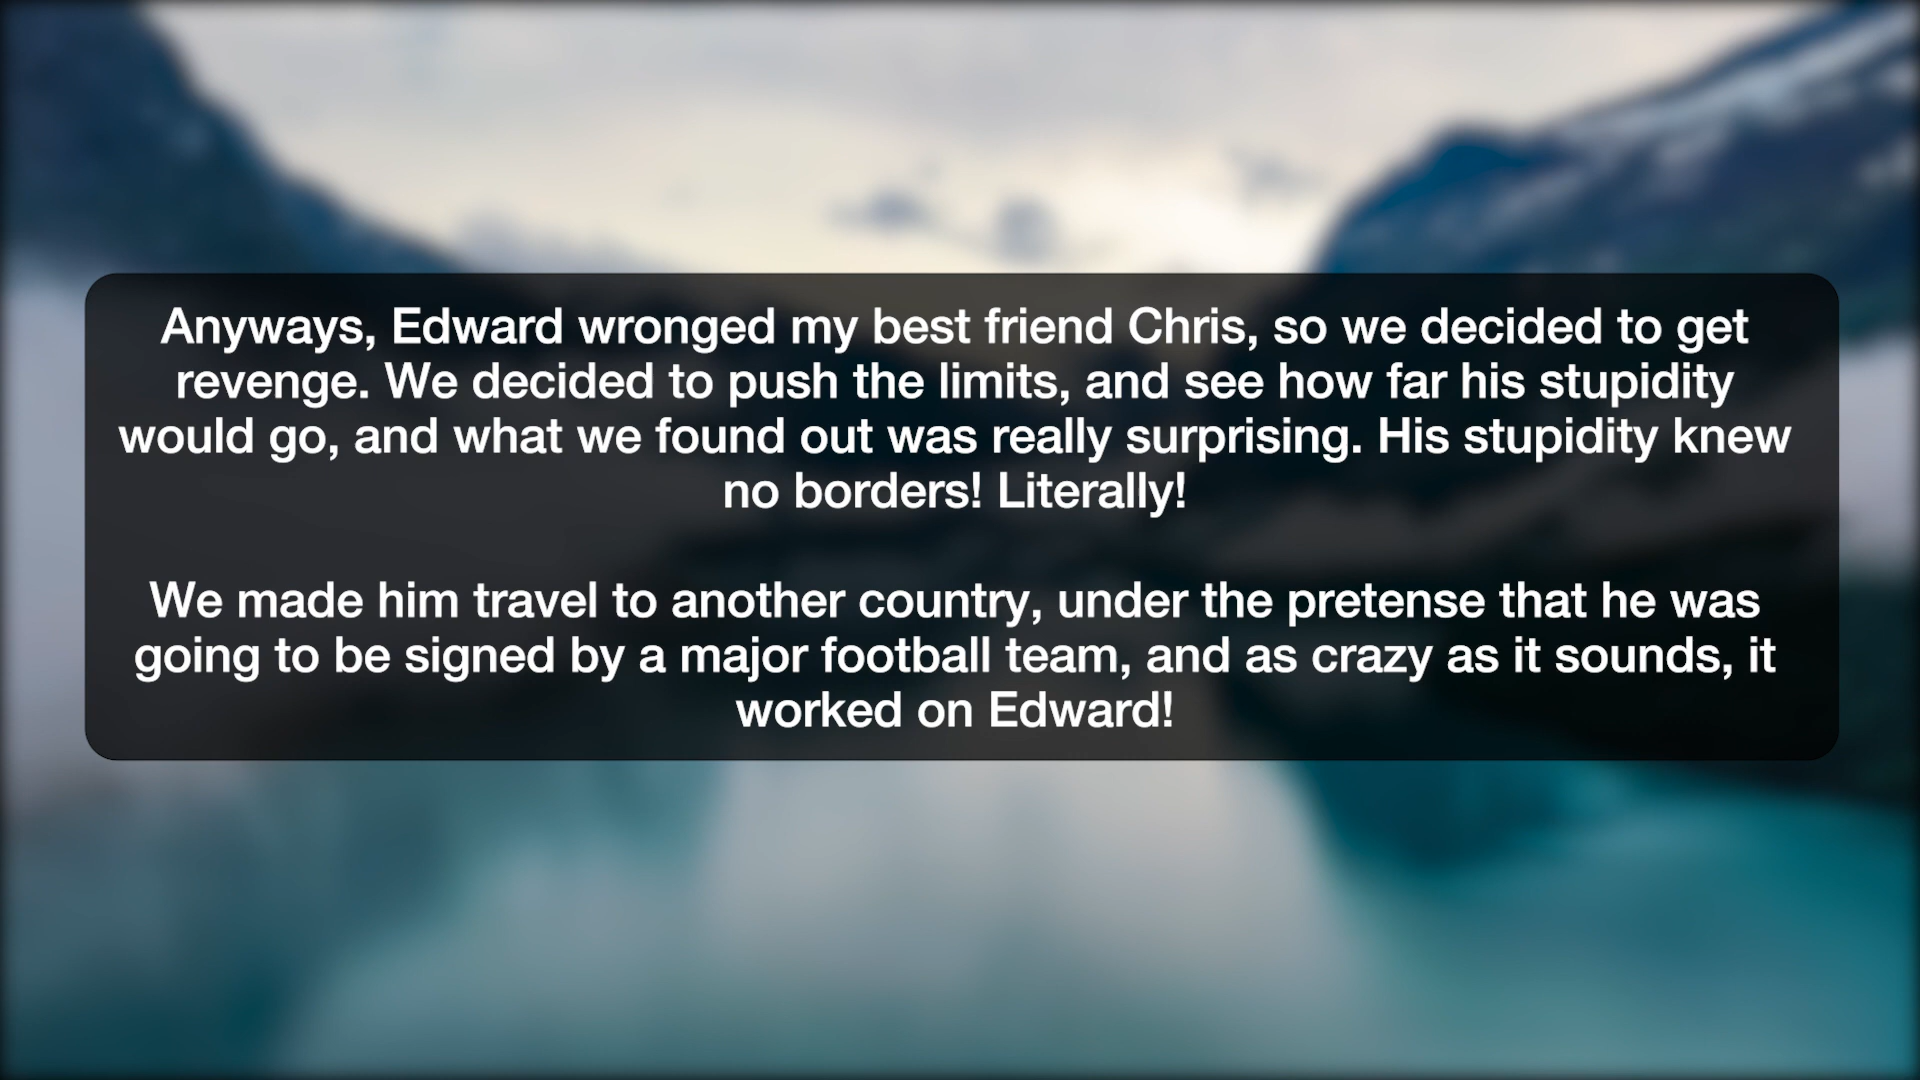 Anyways, Edward wronged my best friend Chris, so we decided to get
revenge. We decided to push the limits, and see how far his stupidity
would go, and what we found out was really surprising. His stupidity knew
no borders! Literally!
We made him travel to another country, under the pretense that he was
going to be signed by a major football team, and as crazy as it sounds, it
worked on Edward!